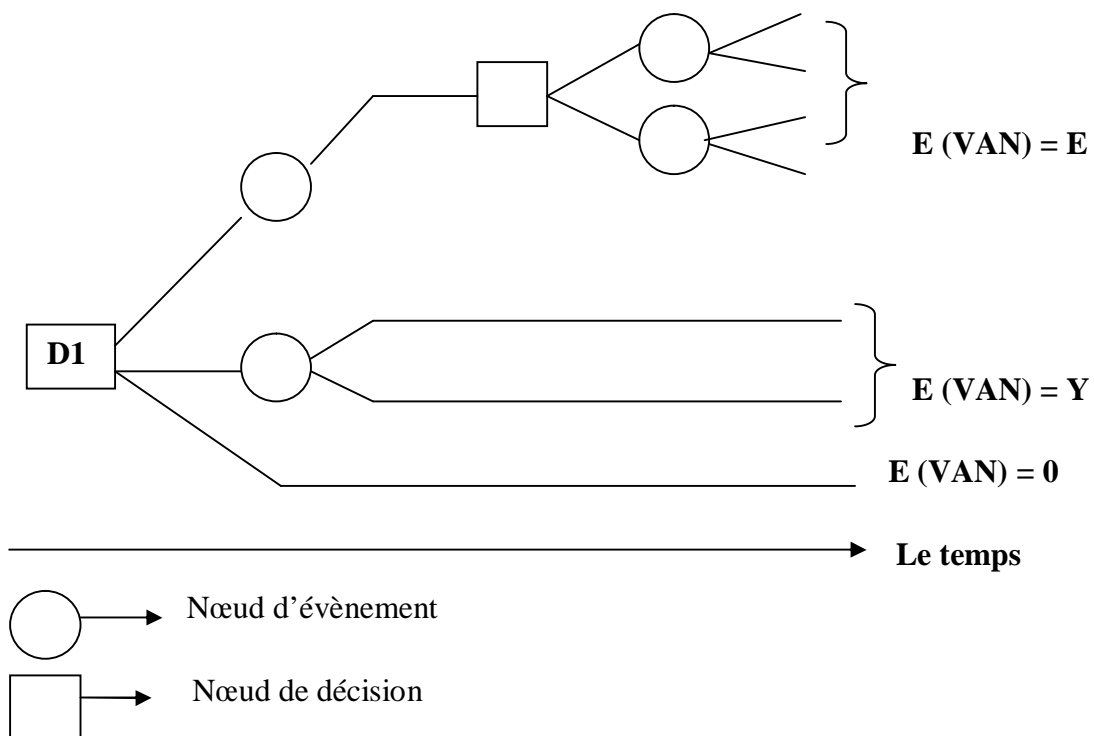 E (VAN) = E
D1
E (VAN) = Y
E (VAN) = 0
Le temps
Nœud d’évènement
Nœud de décision